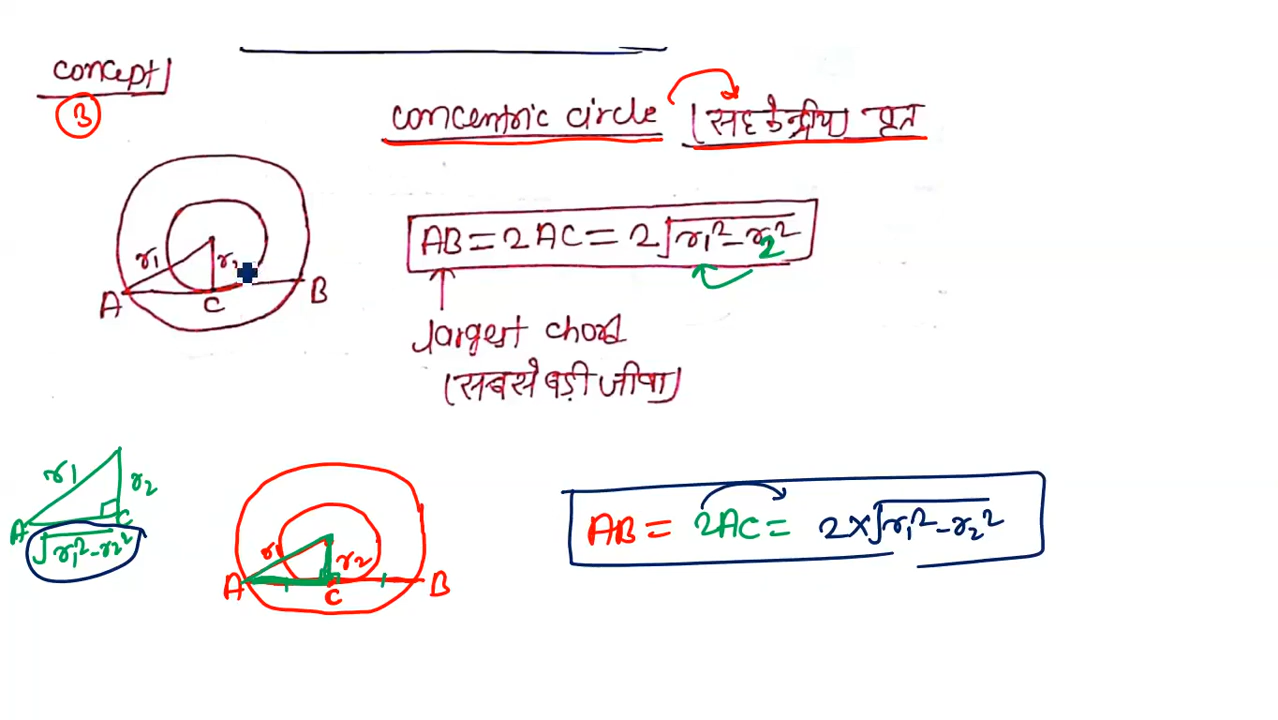 concept
3
concentric circle (सहकेन्द्रीय) वृत्त
r₁ r₂
A C B
AB = 2AC = 2√r₁²-r₂²
largest chord
(सबसे बड़ी जीवा)
r₁ r₂
A C
√r₁²-r₂²
r₁ r₂
A C B
AB = 2AC = 2×√r₁²-r₂²